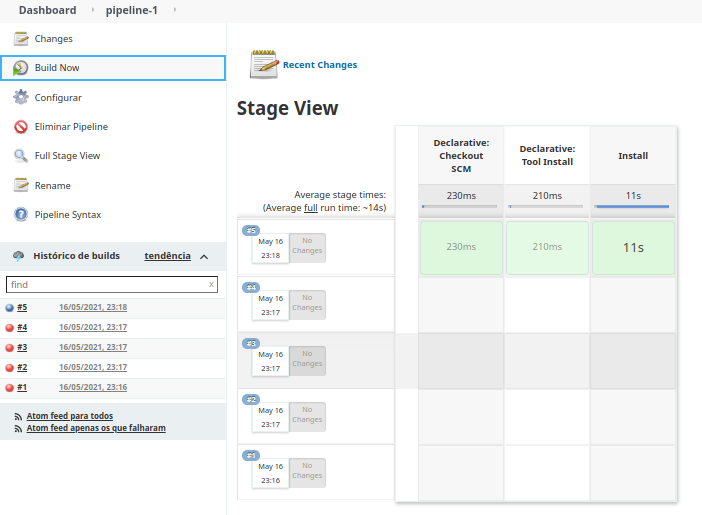 Dashboard › pipeline-1 ›
Changes
Build Now
Configurar
Eliminar Pipeline
Full Stage View
Rename
Pipeline Syntax
Histórico de builds tendência
find x
#5 16/05/2021, 23:18
#4 16/05/2021, 23:17
#3 16/05/2021, 23:17
#2 16/05/2021, 23:17
#1 16/05/2021, 23:16
Atom feed para todos
Atom feed apenas os que falharam
Recent Changes
Stage View
Declarative:
Checkout
SCM
Declarative:
Tool Install
Install
Average stage times:
(Average full run time: ~14s)
230ms 210ms 11s
#5
May 16
23:18
No
Changes
230ms 210ms 11s
#4
May 16
23:17
No
Changes
#3
May 16
23:17
No
Changes
#2
May 16
23:17
No
Changes
#1
May 16
23:16
No
Changes